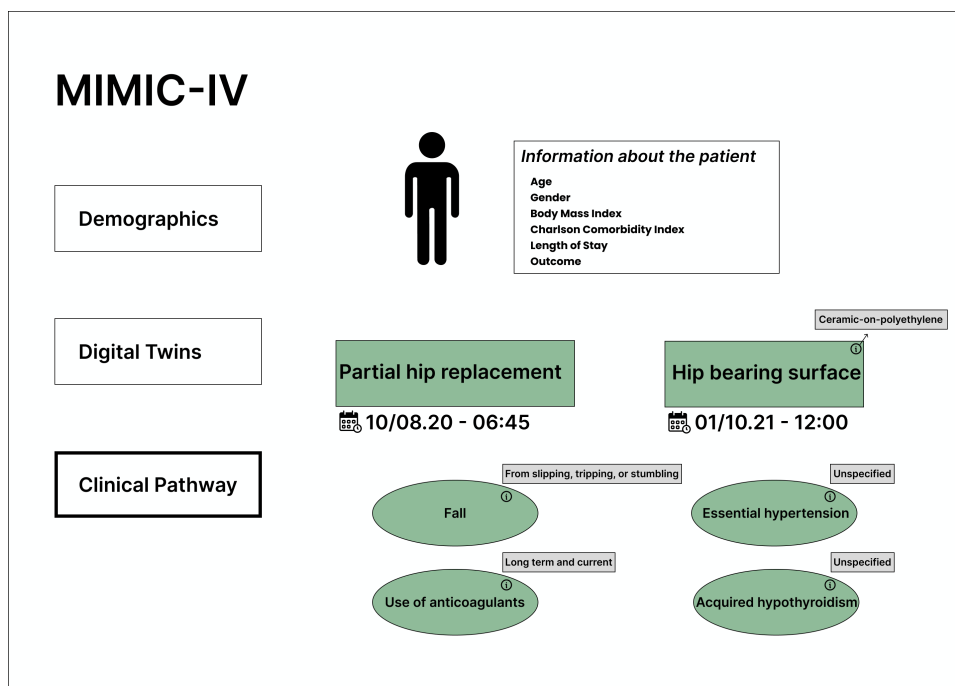 MIMIC-IV
Demographics
Digital Twins
Clinical Pathway
Information about the patient
Age
Gender
Body Mass Index
Charlson Comorbidity Index
Length of Stay
Outcome
Ceramic-on-polyethylene
Partial hip replacement
Hip bearing surface
10/08.20 - 06:45
01/10.21 - 12:00
From slipping, tripping, or stumbling
Unspecified
Fall
Essential hypertension
Long term and current
Unspecified
Use of anticoagulants
Acquired hypothyroidism